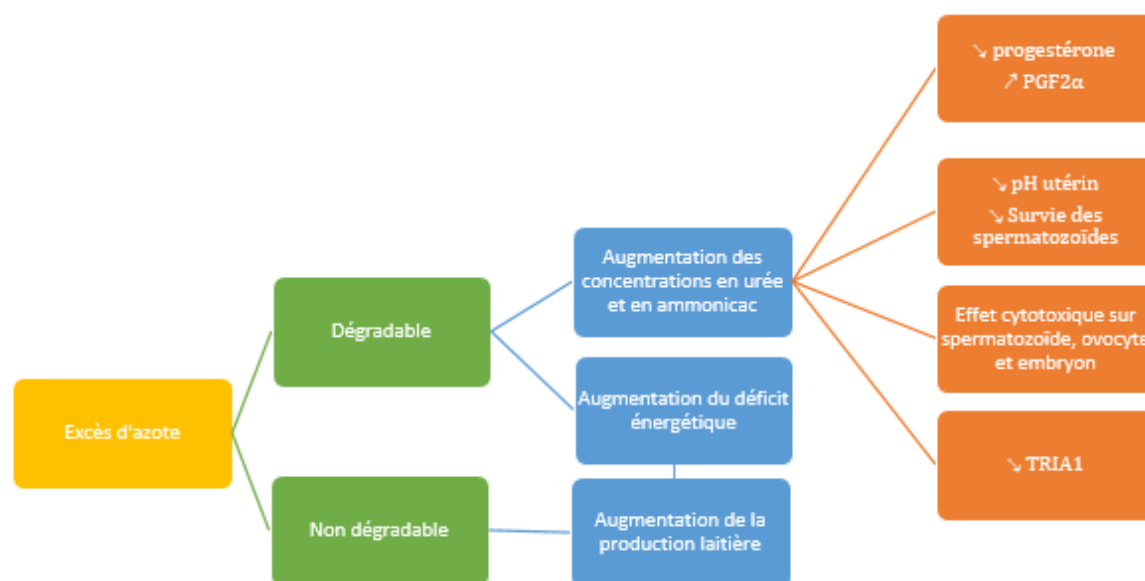 ↘ progestérone
↗ PGF2α
↘ pH utérin
↘ Survie des
spermatozoïdes
Augmentation des
concentrations en urée
et en ammonicac
Effet cytotoxique sur
spermatozoïde, ovocyte
et embryon
Dégradable
Augmentation du déficit
énergétique
Excès d'azote
↘ TRIA1
Non dégradable
Augmentation de la
production laitière